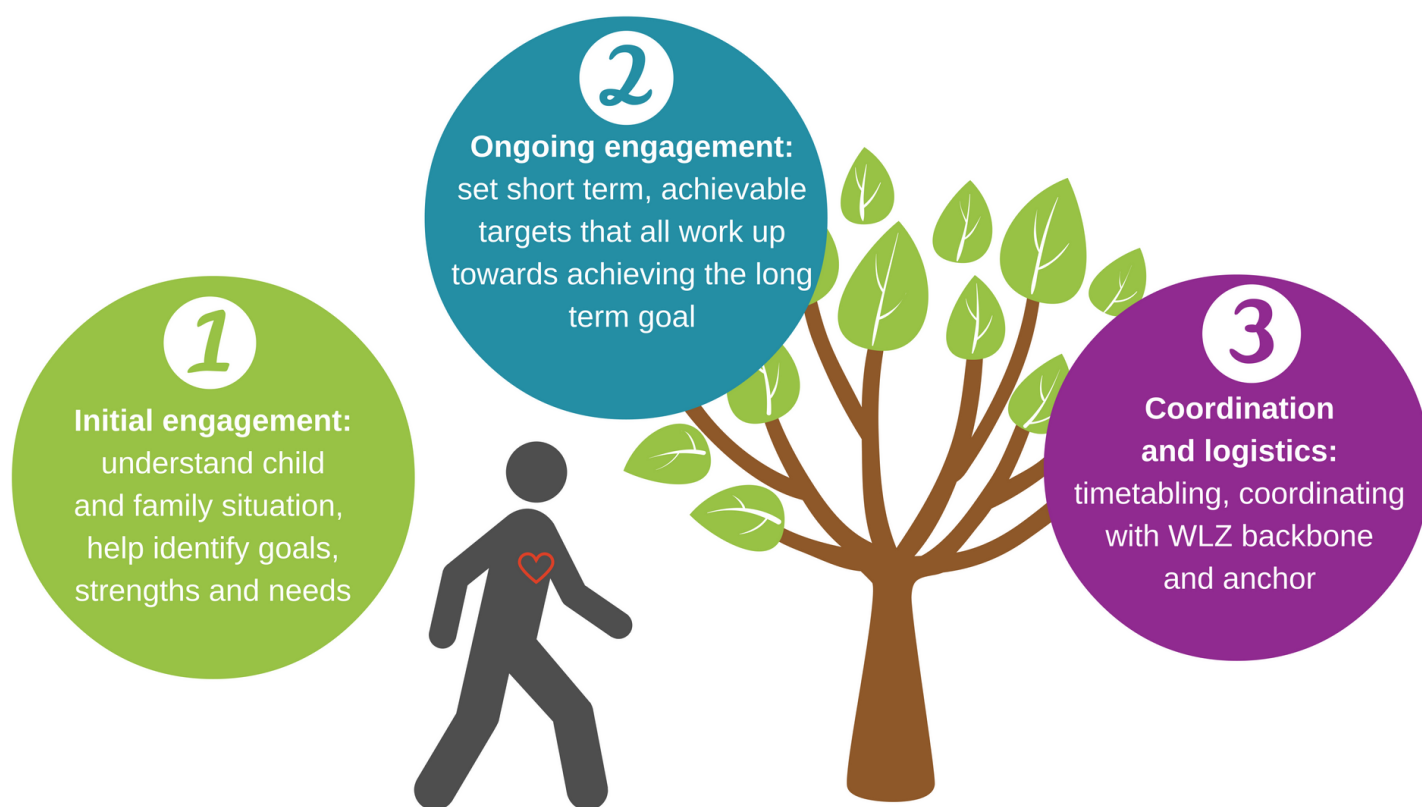 1
Initial engagement:
understand child
and family situation,
help identify goals,
strengths and needs
2
Ongoing engagement:
set short term, achievable
targets that all work up
towards achieving the long
term goal
3
Coordination
and logistics:
timetabling, coordinating
with WLZ backbone
and anchor